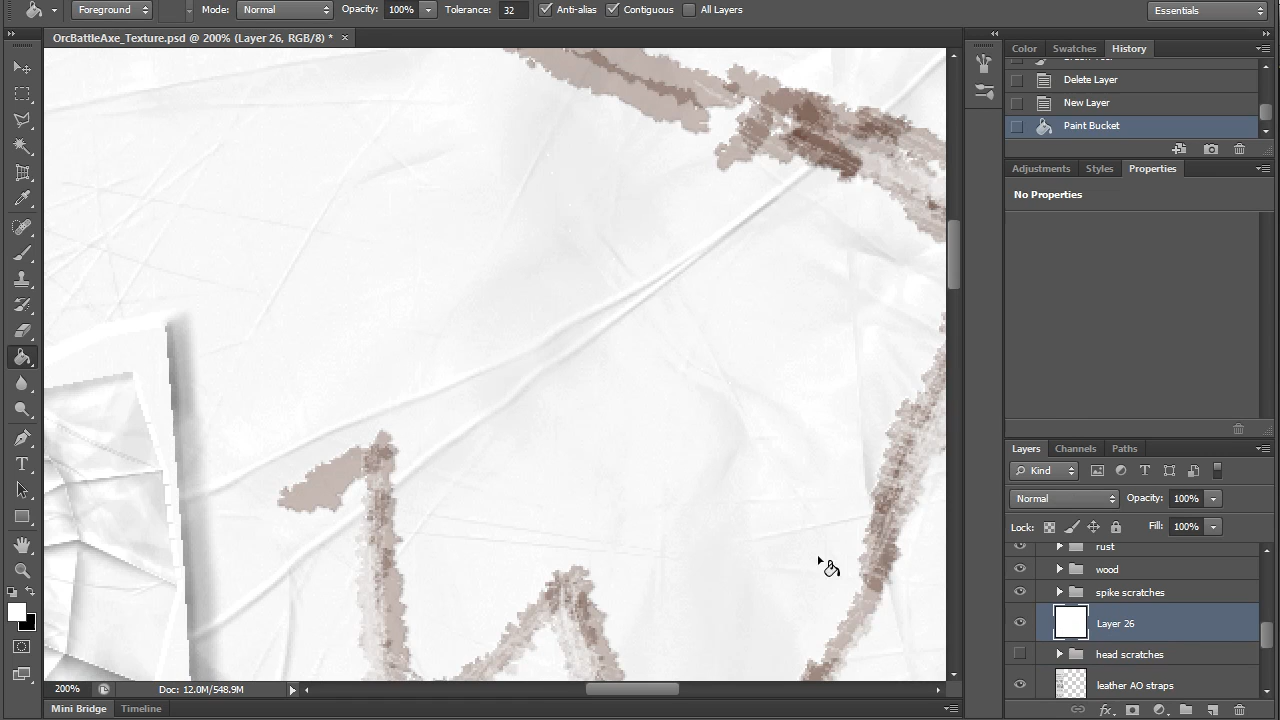 Foreground Mode: Normal Opacity: 100% Tolerance: 32 Anti-alias Contiguous All Layers Essentials
OrcBattleAxe_Texture.psd @ 200% (Layer 26, RGB/8) * ×
Color Swatches History
Delete Layer
New Layer
Paint Bucket
Adjustments Styles Properties
No Properties
Layers Channels Paths
Kind
Normal Opacity: 100%
Lock: Fill: 100%
rust
wood
spike scratches
Layer 26
head scratches
leather AO straps
200% Doc: 12.0M/548.9M
Mini Bridge Timeline